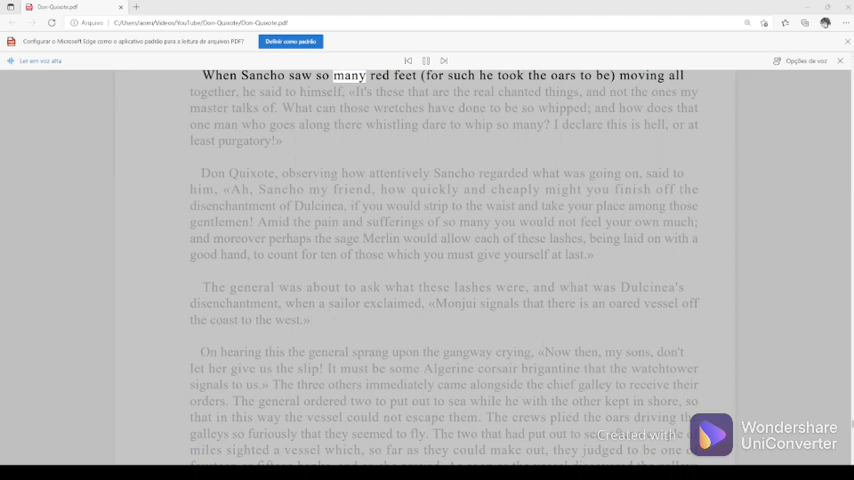 Don-Quixote.pdf
Arquivo
C:/Users/acms/Videos/YouTube/Don-Quixote/Don-Quixote.pdf
Configurar o Microsoft Edge como o aplicativo padrão para a leitura de arquivos PDF?
Definir como padrão
Ler em voz alta
Opções de voz
When Sancho saw so many red feet (for such he took the oars to be) moving all
together, he said to himself, «It's these that are the real chanted things, and not the ones my
master talks of. What can those wretches have done to be so whipped; and how does that
one man who goes along there whistling dare to whip so many? I declare this is hell, or at
least purgatory!»
Don Quixote, observing how attentively Sancho regarded what was going on, said to
him, «Ah, Sancho my friend, how quickly and cheaply might you finish off the
disenchantment of Dulcinea, if you would strip to the waist and take your place among those
gentlemen! Amid the pain and sufferings of so many you would not feel your own much;
and moreover perhaps the sage Merlin would allow each of these lashes, being laid on with a
good hand, to count for ten of those which you must give yourself at last.»
The general was about to ask what these lashes were, and what was Dulcinea's
disenchantment, when a sailor exclaimed, «Monjui signals that there is an oared vessel off
the coast to the west.»
On hearing this the general sprang upon the gangway crying, «Now then, my sons, don't
let her give us the slip! It must be some Algerine corsair brigantine that the watchtower
signals to us.» The three others immediately came alongside the chief galley to receive their
orders. The general ordered two to put out to sea while he with the other kept in shore, so
that in this way the vessel could not escape them. The crews plied the oars driving the
galleys so furiously that they seemed to fly. The two that had put out to
miles sighted a vessel which, so far as they could make out, they judged to be one
Created with
Wondershare
UniConverter